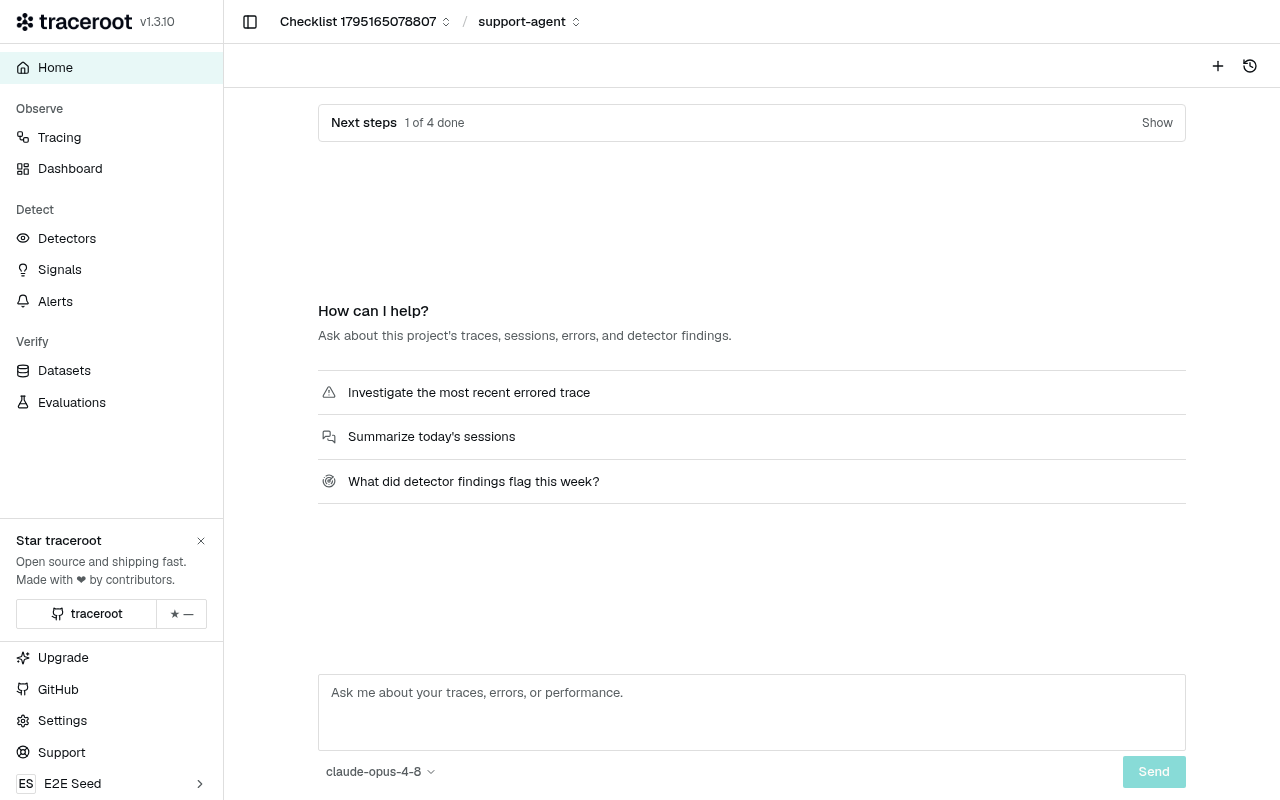 traceroot v1.3.10
Checklist 1795165078807 / support-agent
Home
Observe
Tracing
Dashboard
Detect
Detectors
Signals
Alerts
Verify
Datasets
Evaluations
Star traceroot
Open source and shipping fast.
Made with ❤ by contributors.
traceroot ★ —
Upgrade
GitHub
Settings
Support
ES E2E Seed
Next steps 1 of 4 done Show
How can I help?
Ask about this project's traces, sessions, errors, and detector findings.
Investigate the most recent errored trace
Summarize today's sessions
What did detector findings flag this week?
Ask me about your traces, errors, or performance.
claude-opus-4-8 Send